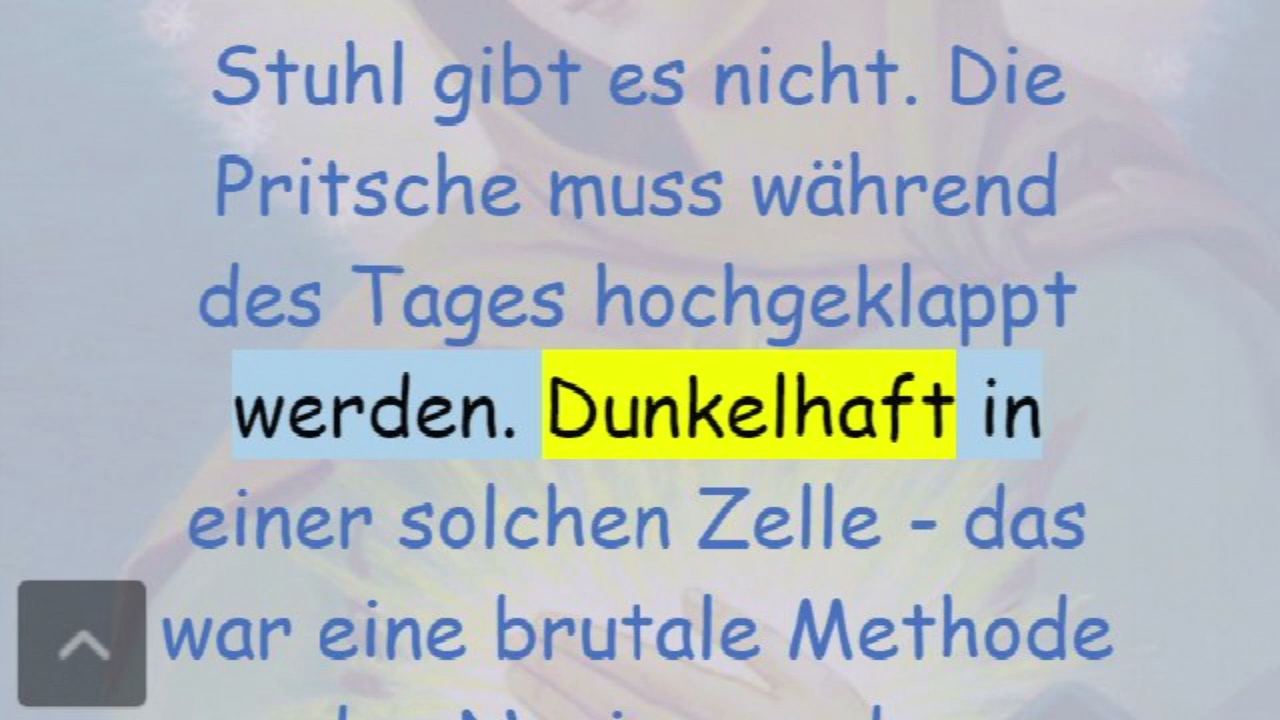 Stuhl gibt es nicht. Die
Pritsche muss während
des Tages hochgeklappt
werden. Dunkelhaft in
einer solchen Zelle - das
war eine brutale Methode